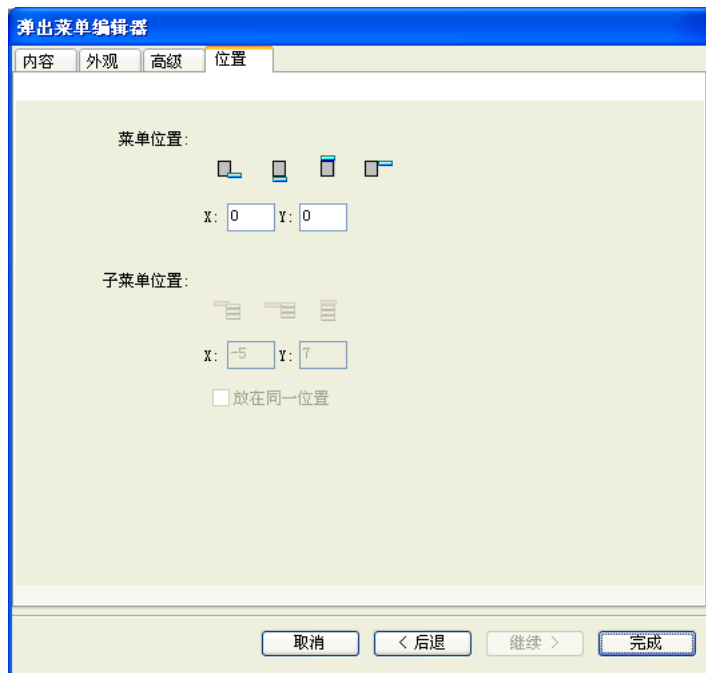 弹出菜单编辑器
内容 外观 高级 位置
菜单位置:
X: 0 Y: 0
子菜单位置:
X: -5 Y: 7
放在同一位置
取消 < 后退 继续 > 完成